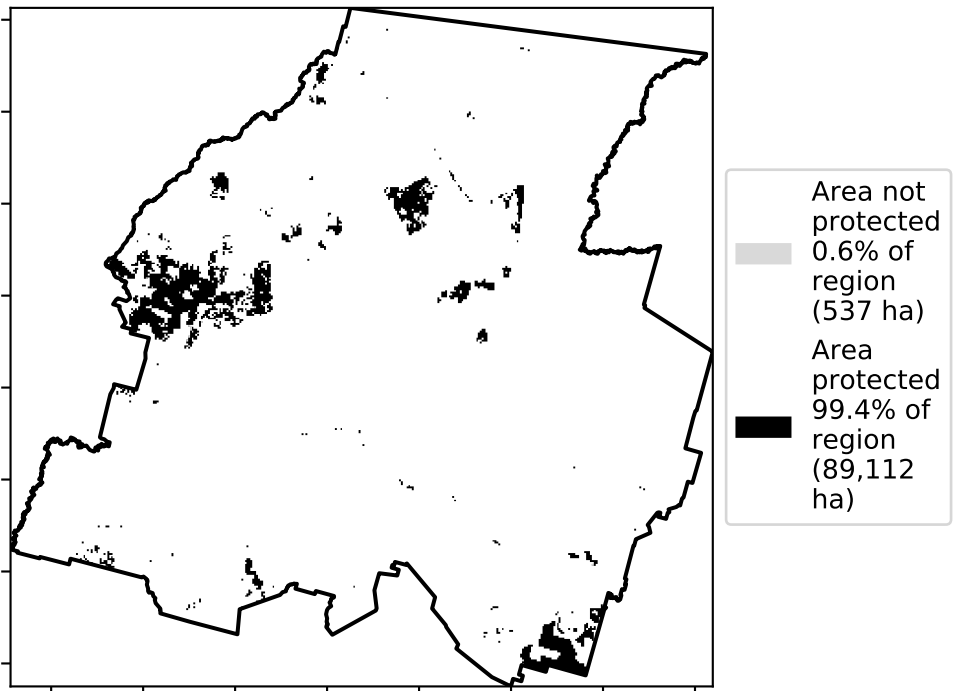 Area not
protected
0.6% of
region
(537 ha)
Area
protected
99.4% of
region
(89,112
ha)